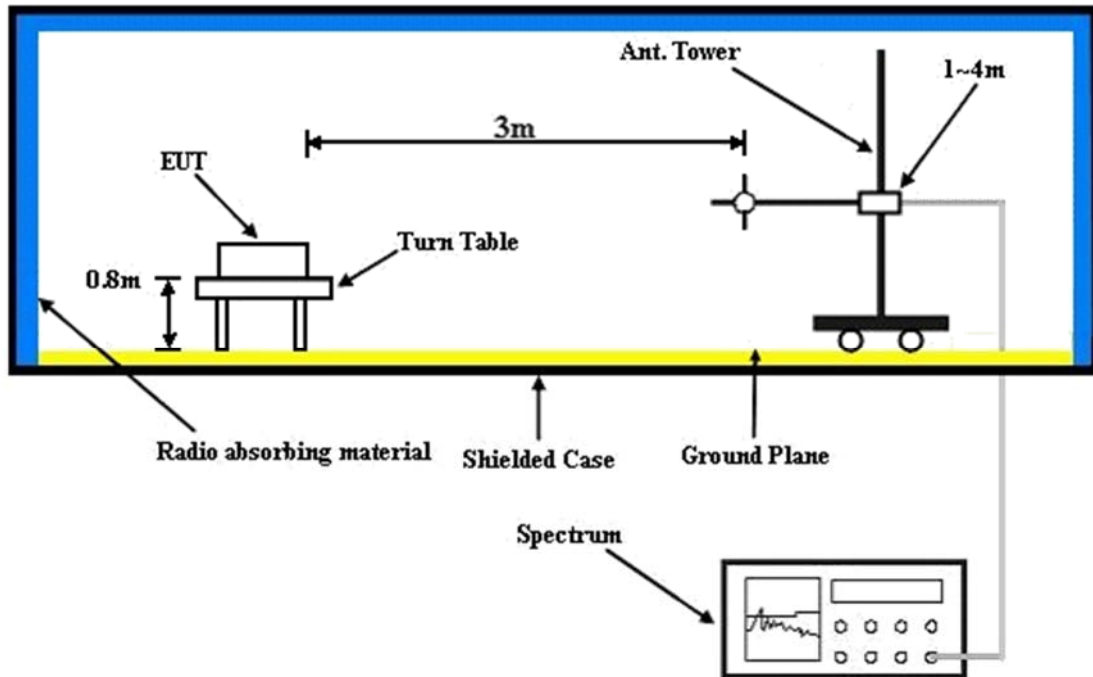 Ant. Tower
1~4m
3m
EUT
Turn Table
0.8m
Radio absorbing material
Shielded Case
Ground Plane
Spectrum